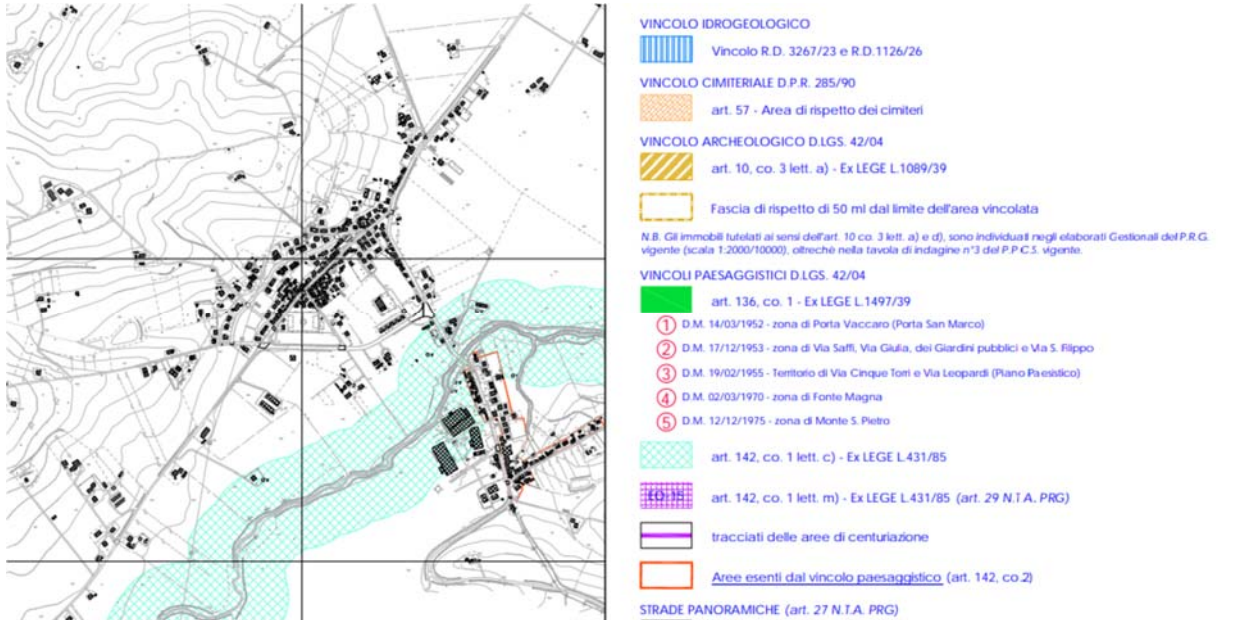 VINCOLO IDROGEOLOGICO
Vincolo R.D. 3267/23 e R.D.1126/26
VINCOLO CIMITERIALE D.P.R. 285/90
art. 57 - Area di rispetto dei cimiteri
VINCOLO ARCHEOLOGICO D.LGS. 42/04
art. 10, co. 3 lett. a) - Ex LEGE L.1089/39
Fascia di rispetto di 50 ml dal limite dell'area vincolata
N.B. Gli immobili tutelati ai sensi dell'art. 10 co. 3 lett. a) e d), sono individuati negli elaborati Gestionali del P.R.G.
vigente (scala 1:2000/10000), oltrechè nella tavola di indagine n°3 del P.P.C.S. vigente.
VINCOLI PAESAGGISTICI D.LGS. 42/04
art. 136, co. 1 - Ex LEGE L.1497/39
1 D.M. 14/03/1952 - zona di Porta Vaccaro (Porta San Marco)
2 D.M. 17/12/1953 - zona di Via Saffi, Via Giulia, dei Giardini pubblici e Via S. Filippo
3 D.M. 19/02/1955 - Territorio di Via Cinque Torri e Via Leopardi (Piano Paesistico)
4 D.M. 02/03/1970 - zona di Fonte Magna
5 D.M. 12/12/1975 - zona di Monte S. Pietro
art. 142, co. 1 lett. c) - Ex LEGE L.431/85
art. 142, co. 1 lett. m) - Ex LEGE L.431/85 (art. 29 N.T.A. PRG)
tracciati delle aree di centuriazione
Aree esenti dal vincolo paesaggistico (art. 142, co.2)
STRADE PANORAMICHE (art. 27 N.T.A. PRG)